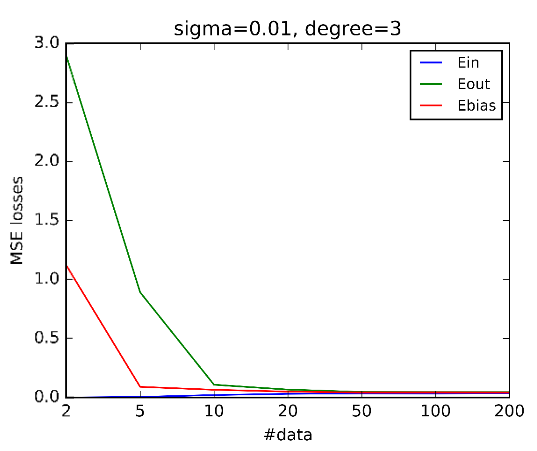 sigma=0.01, degree=3
3.0
2.5
2.0
1.5
1.0
0.5
0.0
MSE losses
Ein
Eout
Ebias
2 5 10 20 50 100 200
#data